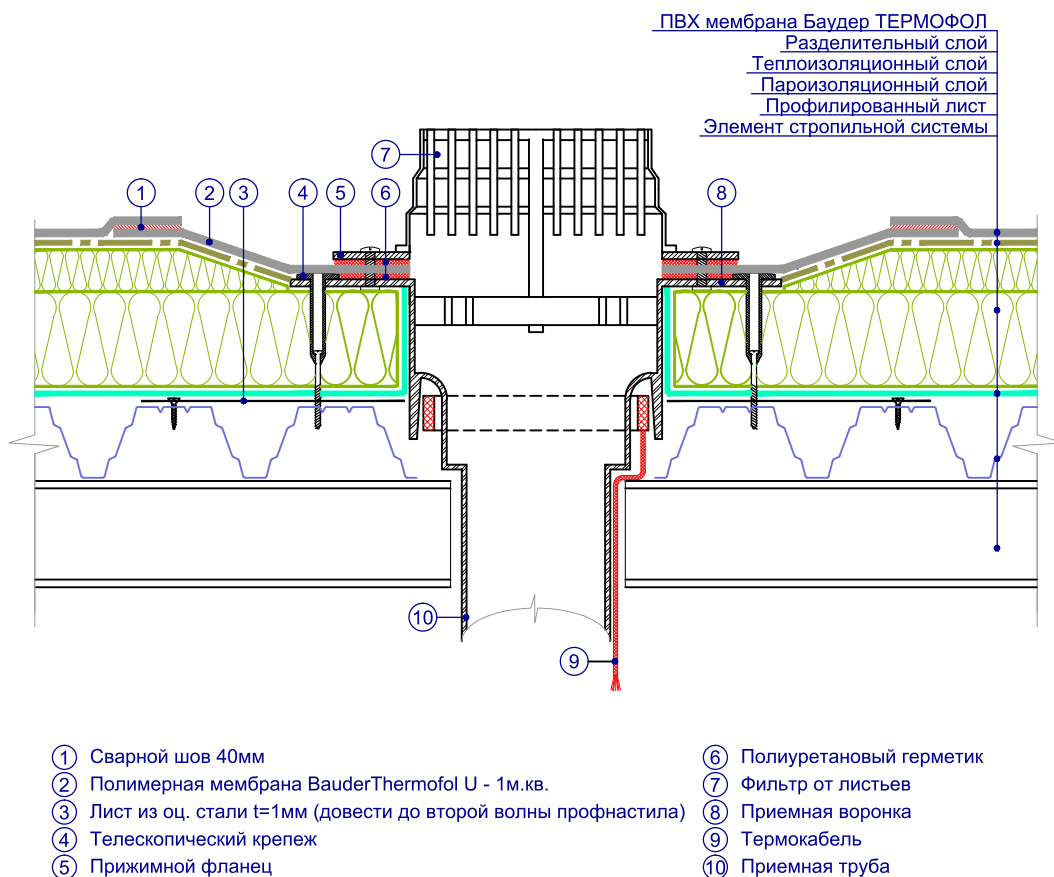 ПВХ мембрана Баудер ТЕРМОФОЛ
Разделительный слой
Теплоизоляционный слой
Пароизоляционный слой
Профилированный лист
Элемент стропильной системы
7
1
2
3
4
5
6
8
10
9
1 Сварной шов 40мм
2 Полимерная мембрана BauderThermofol U - 1м.кв.
3 Лист из оц. стали t=1мм (довести до второй волны профнастила)
4 Телескопический крепеж
5 Прижимной фланец
6 Полиуретановый герметик
7 Фильтр от листьев
8 Приемная воронка
9 Термокабель
10 Приемная труба